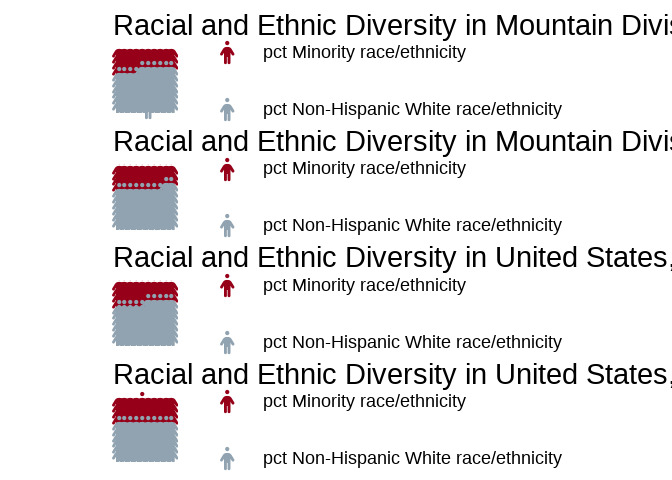 Racial and Ethnic Diversity in Mountain
pct Minority race/ethnicity
pct Non-Hispanic White race/ethnicity
Racial and Ethnic Diversity in Mountain
pct Minority race/ethnicity
pct Non-Hispanic White race/ethnicity
Racial and Ethnic Diversity in United States,
pct Minority race/ethnicity
pct Non-Hispanic White race/ethnicity
Racial and Ethnic Diversity in United States,
pct Minority race/ethnicity
pct Non-Hispanic White race/ethnicity